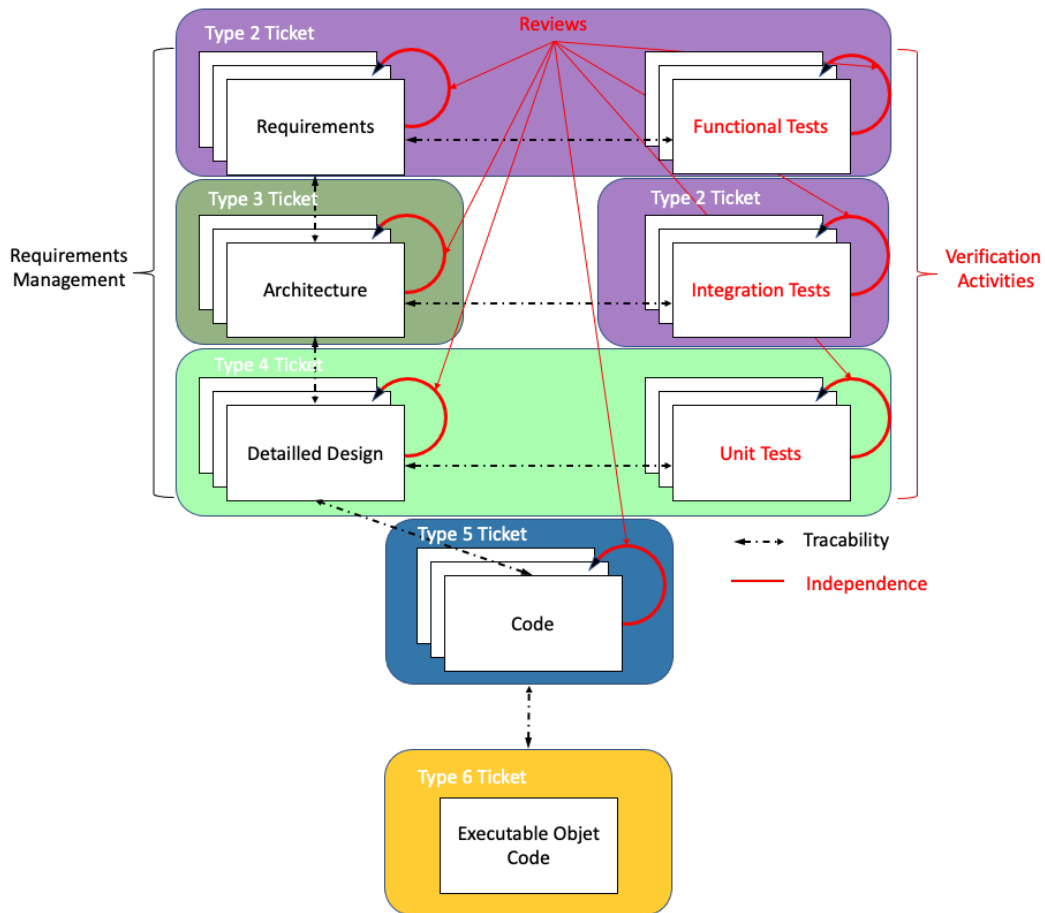 Type 2 Ticket
Reviews
Requirements
Functional Tests
Type 3 Ticket
Type 2 Ticket
Requirements
Management
Architecture
Integration Tests
Verification
Activities
Type 4 Ticket
Detailled Design
Unit Tests
Type 5 Ticket
Tracability
Independence
Code
Type 6 Ticket
Executable Objet
Code